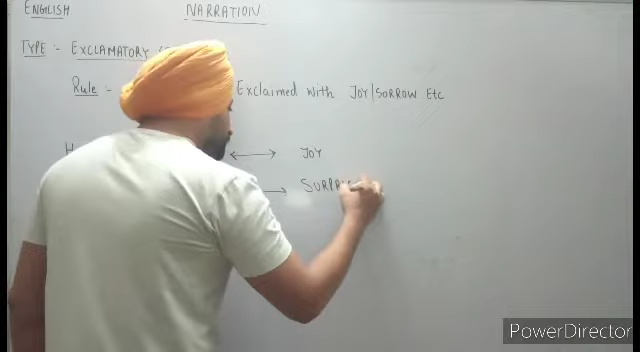 ENGLISH
NARRATION
TYPE :- EXCLAMATORY
Rule :- Exclaimed with JOY/SORROW Etc
JOY
PowerDirector